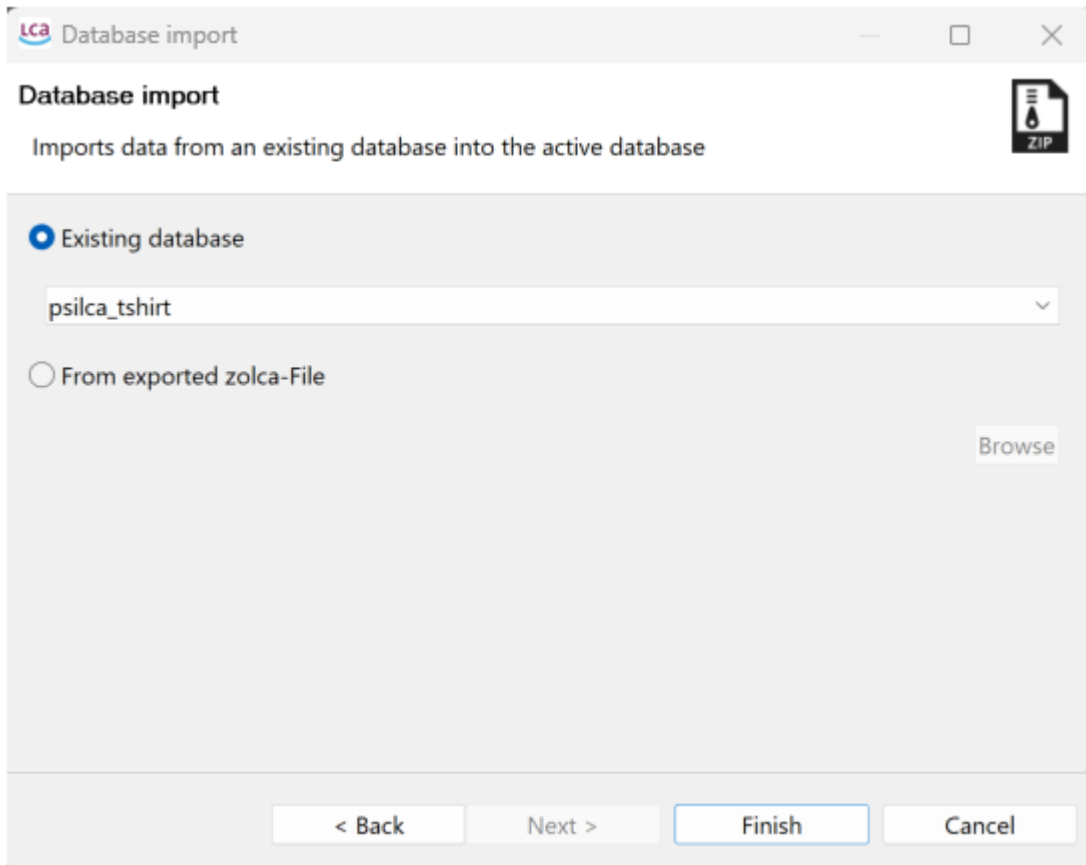 LCa Database import
Database import
Imports data from an existing database into the active database
ZIP
Existing database
psilca_tshirt
From exported zolca-File
Browse
< Back Next > Finish Cancel